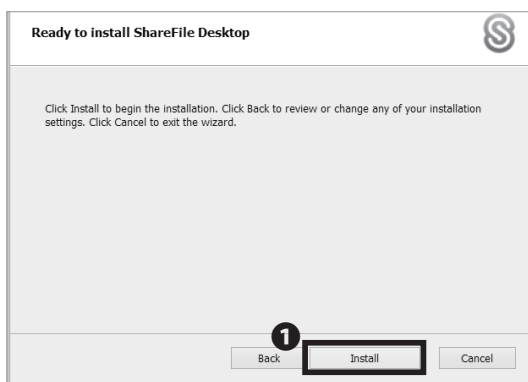 Ready to install ShareFile Desktop
Click Install to begin the installation. Click Back to review or change any of your installation
settings. Click Cancel to exit the wizard.
1
Back Install Cancel